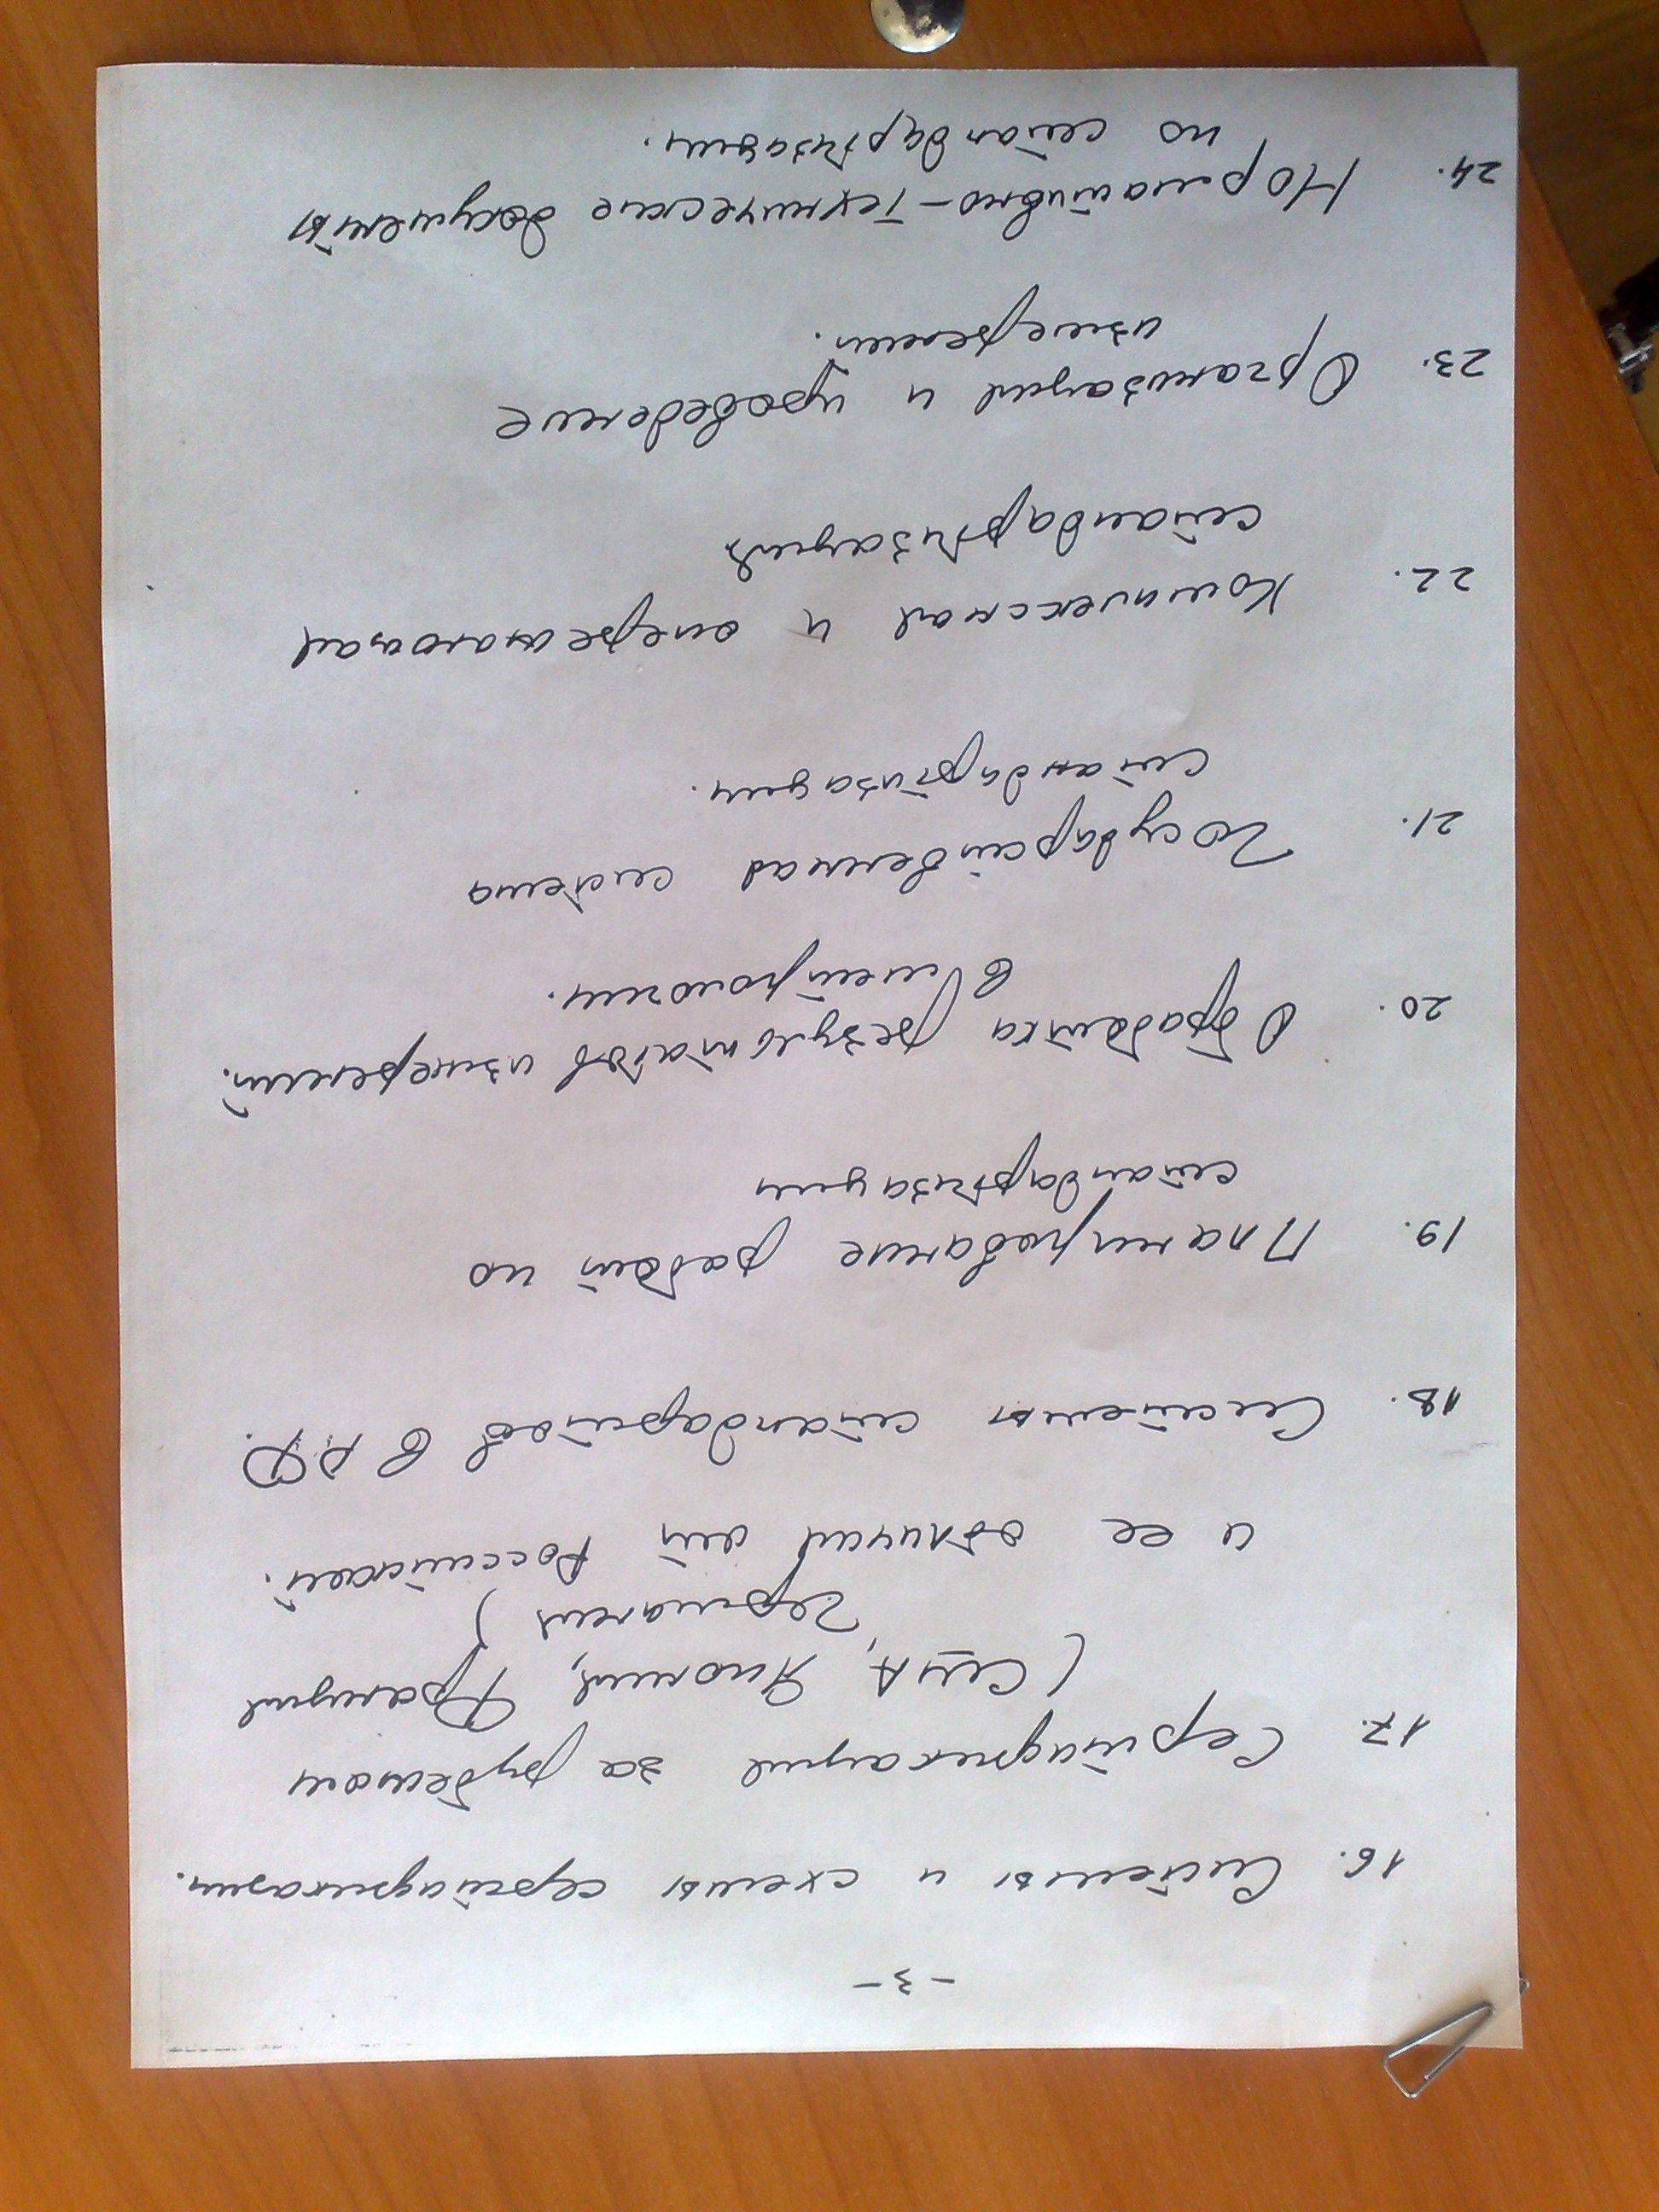 - 3 -
16. Системы и схемы сертификации.
17. Сертификация за рубежом
(США, Япония, Франция
, Германия)
и ее отличия от Российской.
18. Системы стандартов в РФ.
19. Планирование работ по
стандартизации
20. Обработка результатов измерений.
в метрологии.
21. Государственная система
стандартизации.
22. Комплексная и опережающая
стандартизация
23. Организация и проведение
измерений.
24. Нормативно-технические документы
по стандартизации.